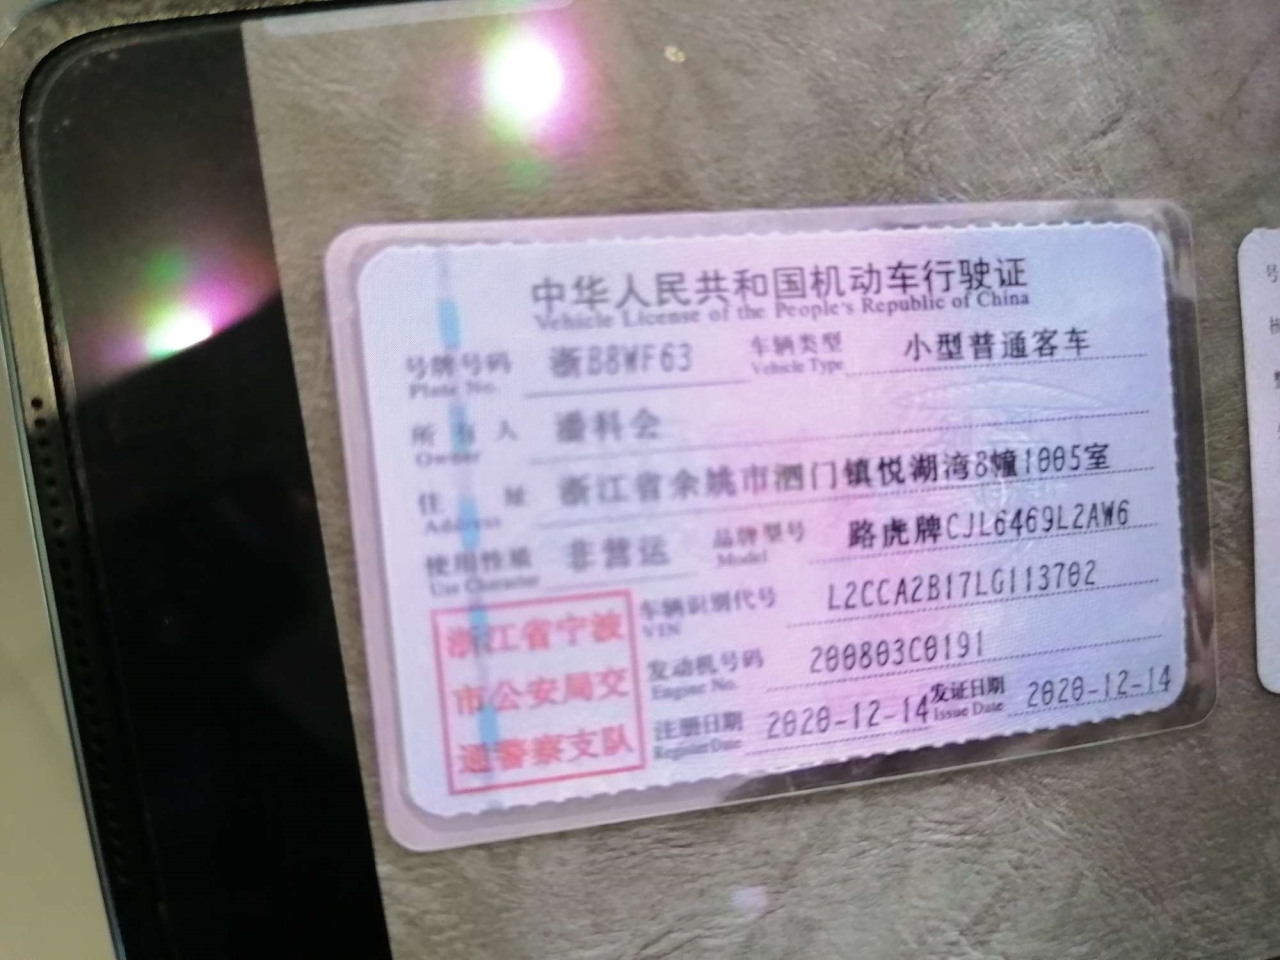 中华人民共和国机动车行驶证
Vehicle License of the People's Republic of China
号牌号码 浙B8WF63 车辆类型 小型普通客车
Plate No. Vehicle Type
所有人 潘科会
Owner
住址 浙江省余姚市泗门镇悦湖湾8幢1005室
Address
使用性质 非营运 品牌型号 路虎牌CJL6469L2AW6
Use Character Model
车辆识别代号 L2CCA2B17LG113702
VIN
发动机号码 200803C0191
Engine No.
注册日期 2020-12-14 发证日期 2020-12-14
Register Date Issue Date
浙江省宁波
市公安局交
通警察支队
号